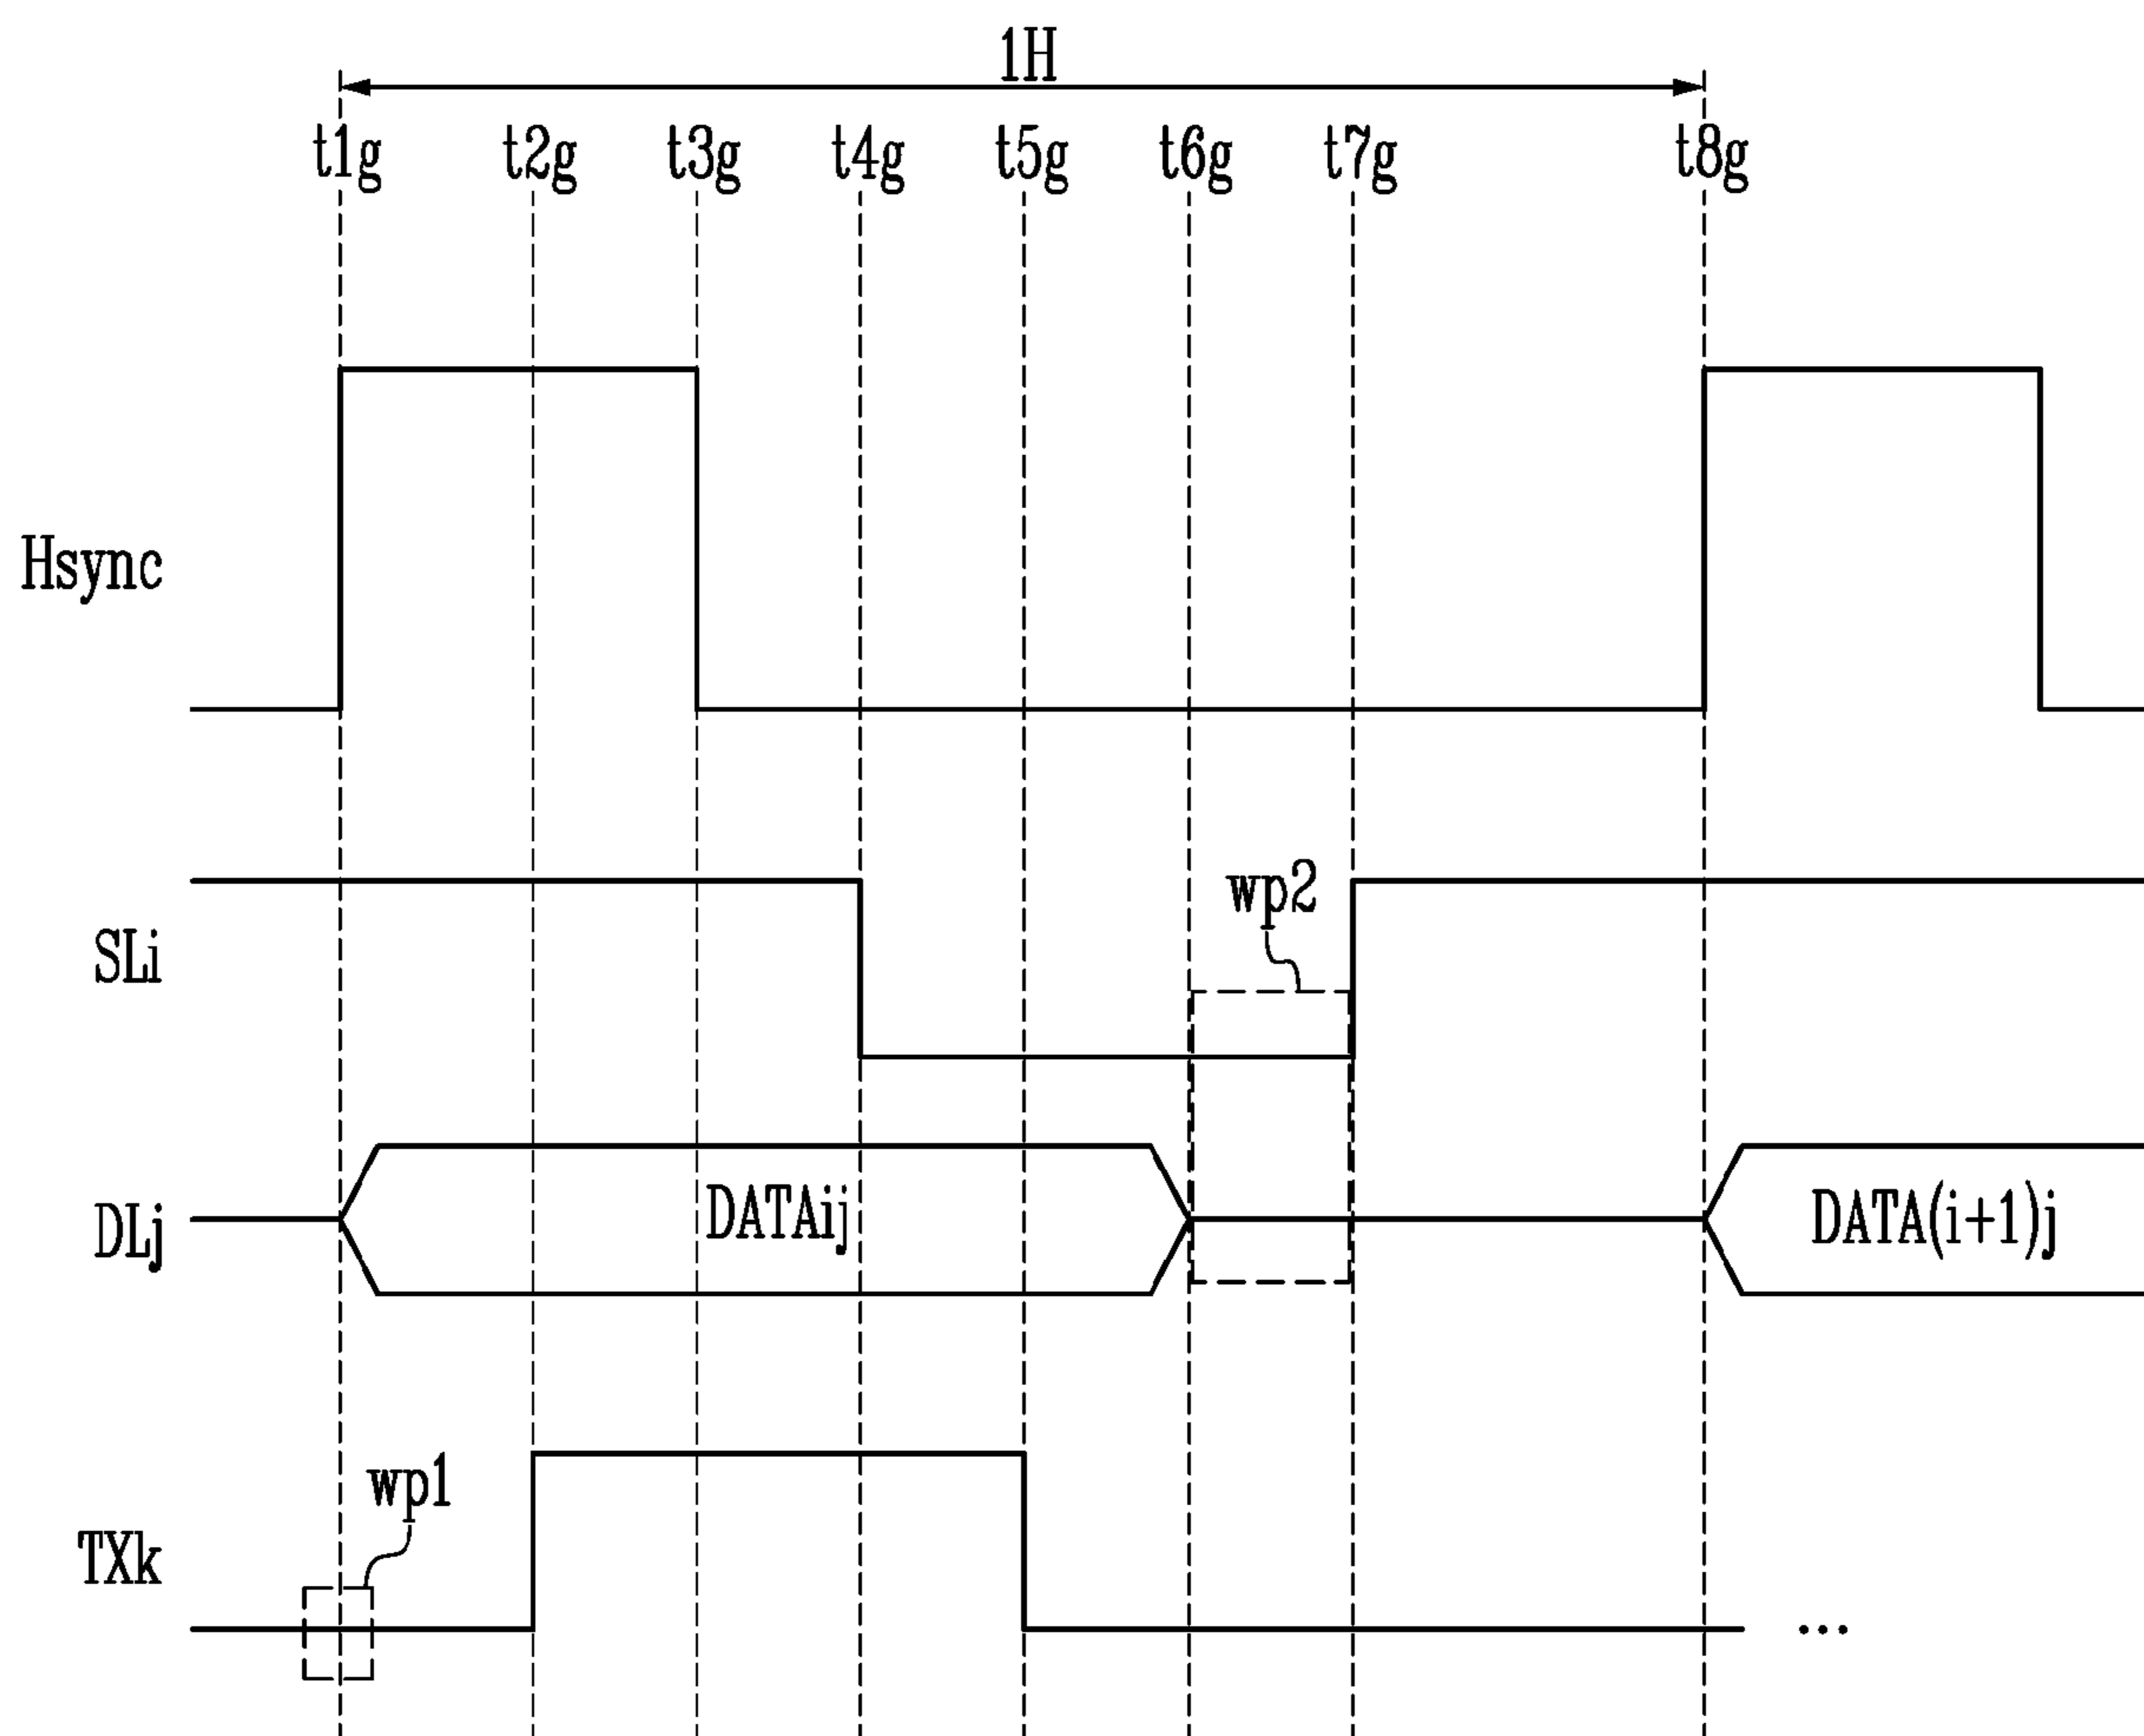 1H
t1g t2g t3g t4g t5g t6g t7g t8g
Hsync
wp2
SLi
DATAij
DATA(i+1)j
DLj
wp1
TXk
...